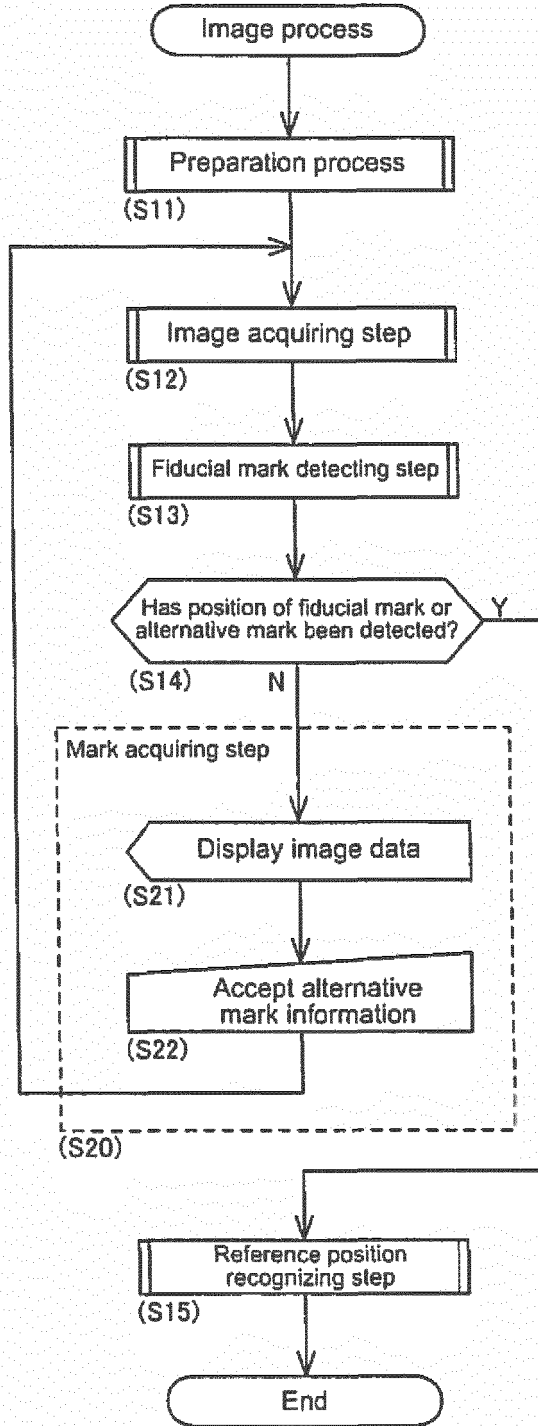 Image process
Preparation process
(S11)
Image acquiring step
(S12)
Fiducial mark detecting step
(S13)
Has position of fiducial mark or
alternative mark been detected?
Y
(S14)
N
Mark acquiring step
Display image data
(S21)
Accept alternative
mark information
(S22)
(S20)
Reference position
recognizing step
(S15)
End